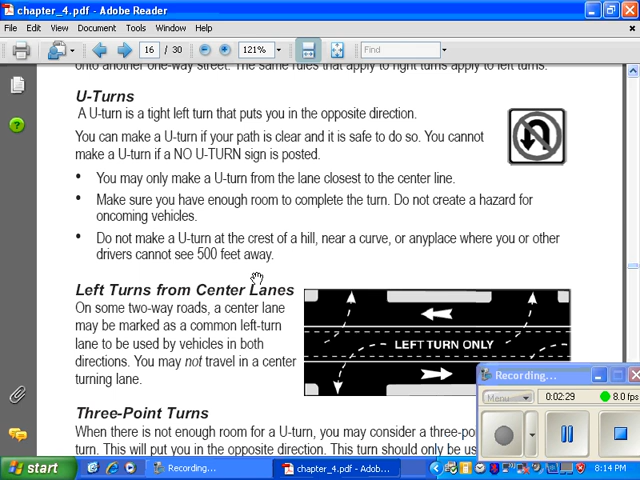 chapter_4.pdf - Adobe Reader
File Edit View Document Tools Window Help
16 / 30 121% Find
onto another one-way street. The same rules that apply to right turns apply to left turns.
U-Turns
A U-turn is a tight left turn that puts you in the opposite direction.
You can make a U-turn if your path is clear and it is safe to do so. You cannot
make a U-turn if a NO U-TURN sign is posted.
• You may only make a U-turn from the lane closest to the center line.
• Make sure you have enough room to complete the turn. Do not create a hazard for
oncoming vehicles.
• Do not make a U-turn at the crest of a hill, near a curve, or anyplace where you or other
drivers cannot see 500 feet away.
Left Turns from Center Lanes
On some two-way roads, a center lane
may be marked as a common left-turn
lane to be used by vehicles in both
directions. You may not travel in a center
turning lane.
LEFT TURN ONLY
Recording...
Menu 0:02:29 8.0 fps
Three-Point Turns
When there is not enough room for a U-turn, you may consider a three-po
turn. This will put you in the opposite direction. This turn should only be us
start Recording... chapter_4.pdf - Adob... 8:14 PM